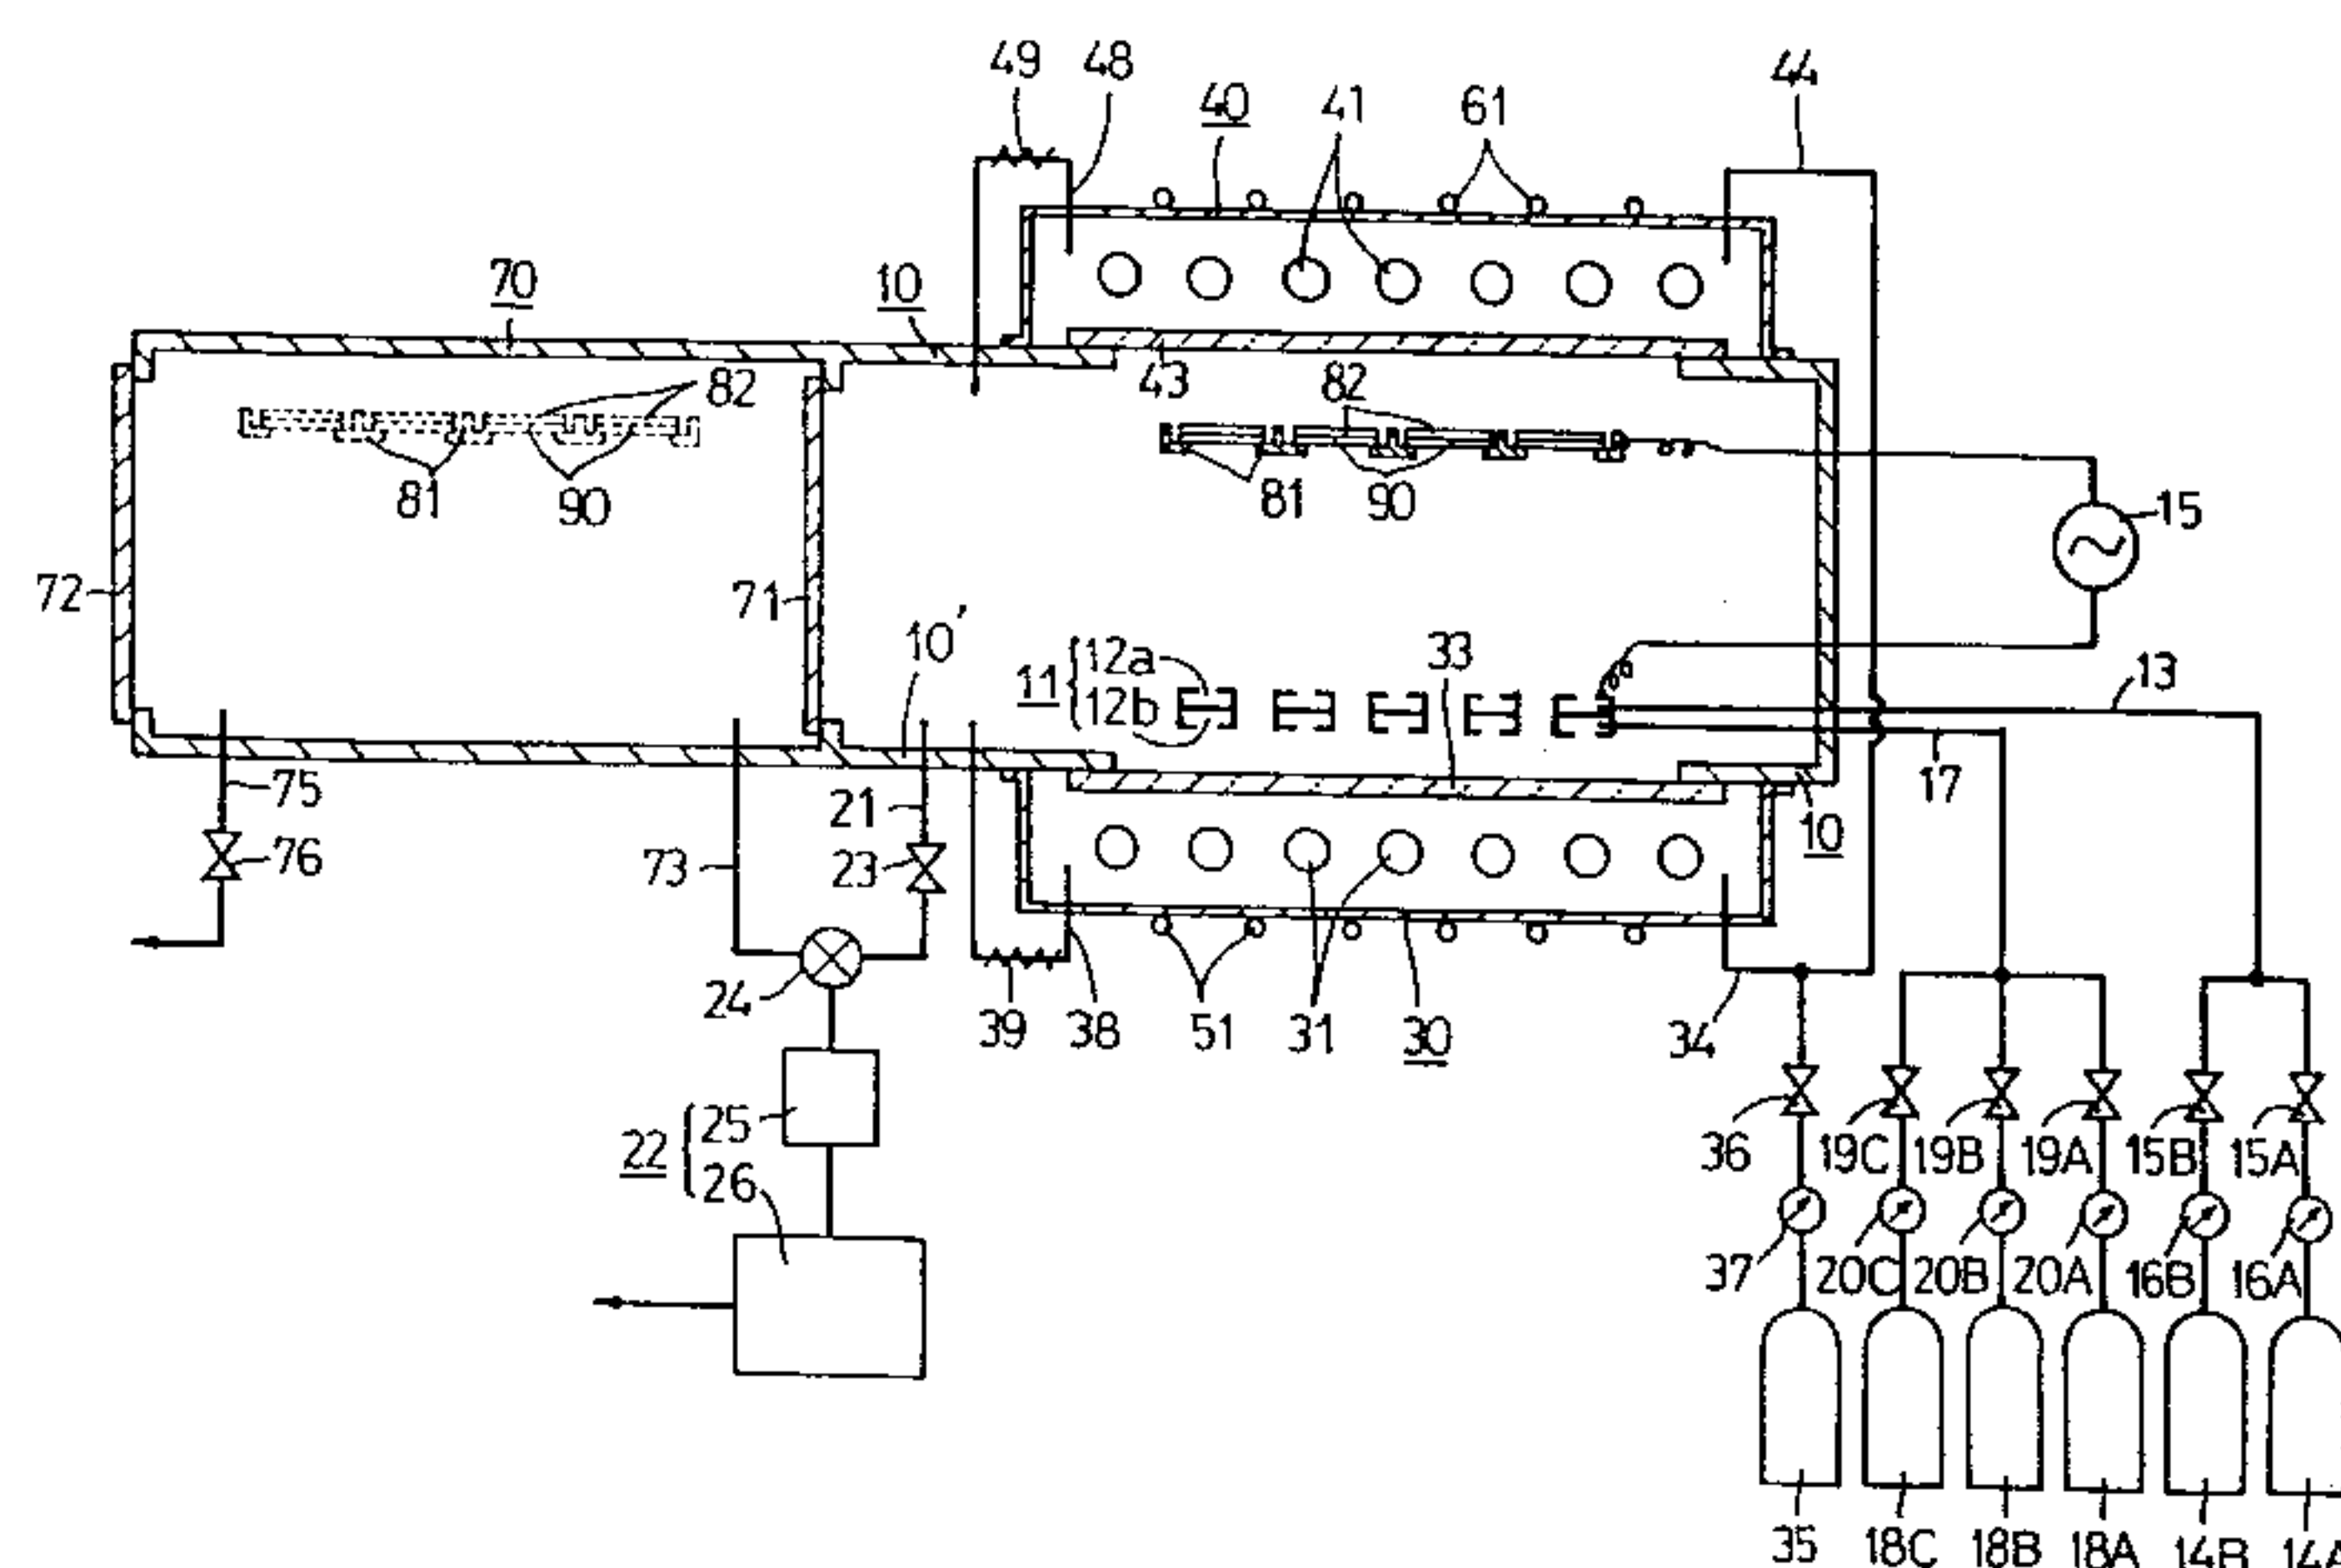 49 48 44
40 41 61
70 10
82 43 82
81 90 81 90 15
72 71 10′ 33 13
11 { 12a
12b
75 21 17
76 73 23 10
24 39 38 51 31 30 34
22 { 25
26
36 19C 19B 19A 15B 15A
37 20C 20B 20A 16B 16A
35 18C 18B 18A 14B 14A